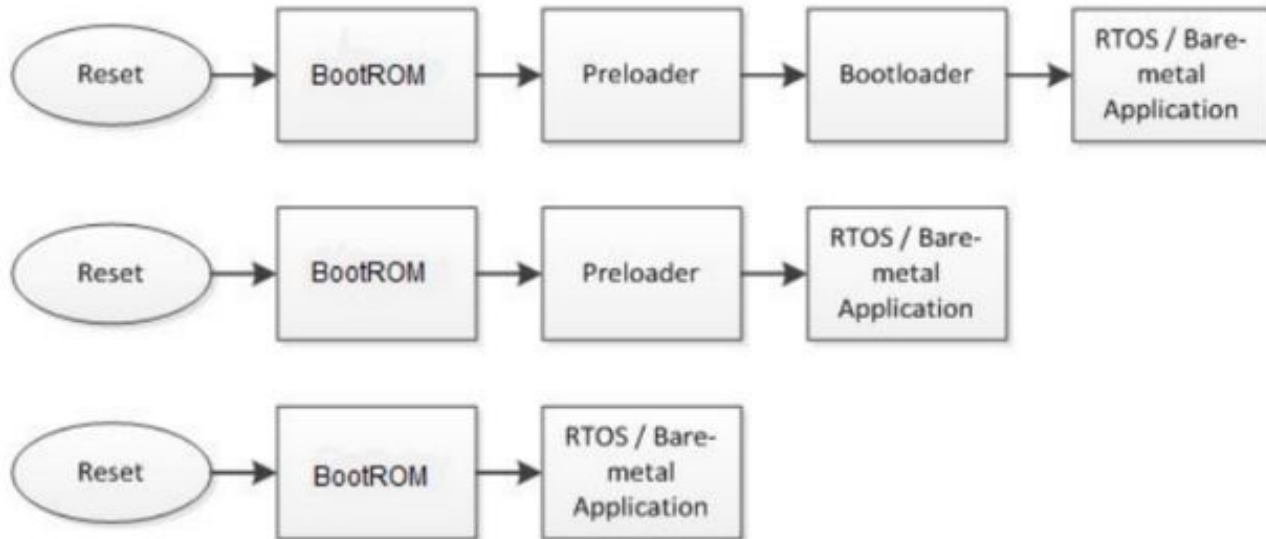 Reset
BootROM
Preloader
Bootloader
RTOS / Bare-
metal
Application
Reset
BootROM
Preloader
RTOS / Bare-
metal
Application
Reset
BootROM
RTOS / Bare-
metal
Application